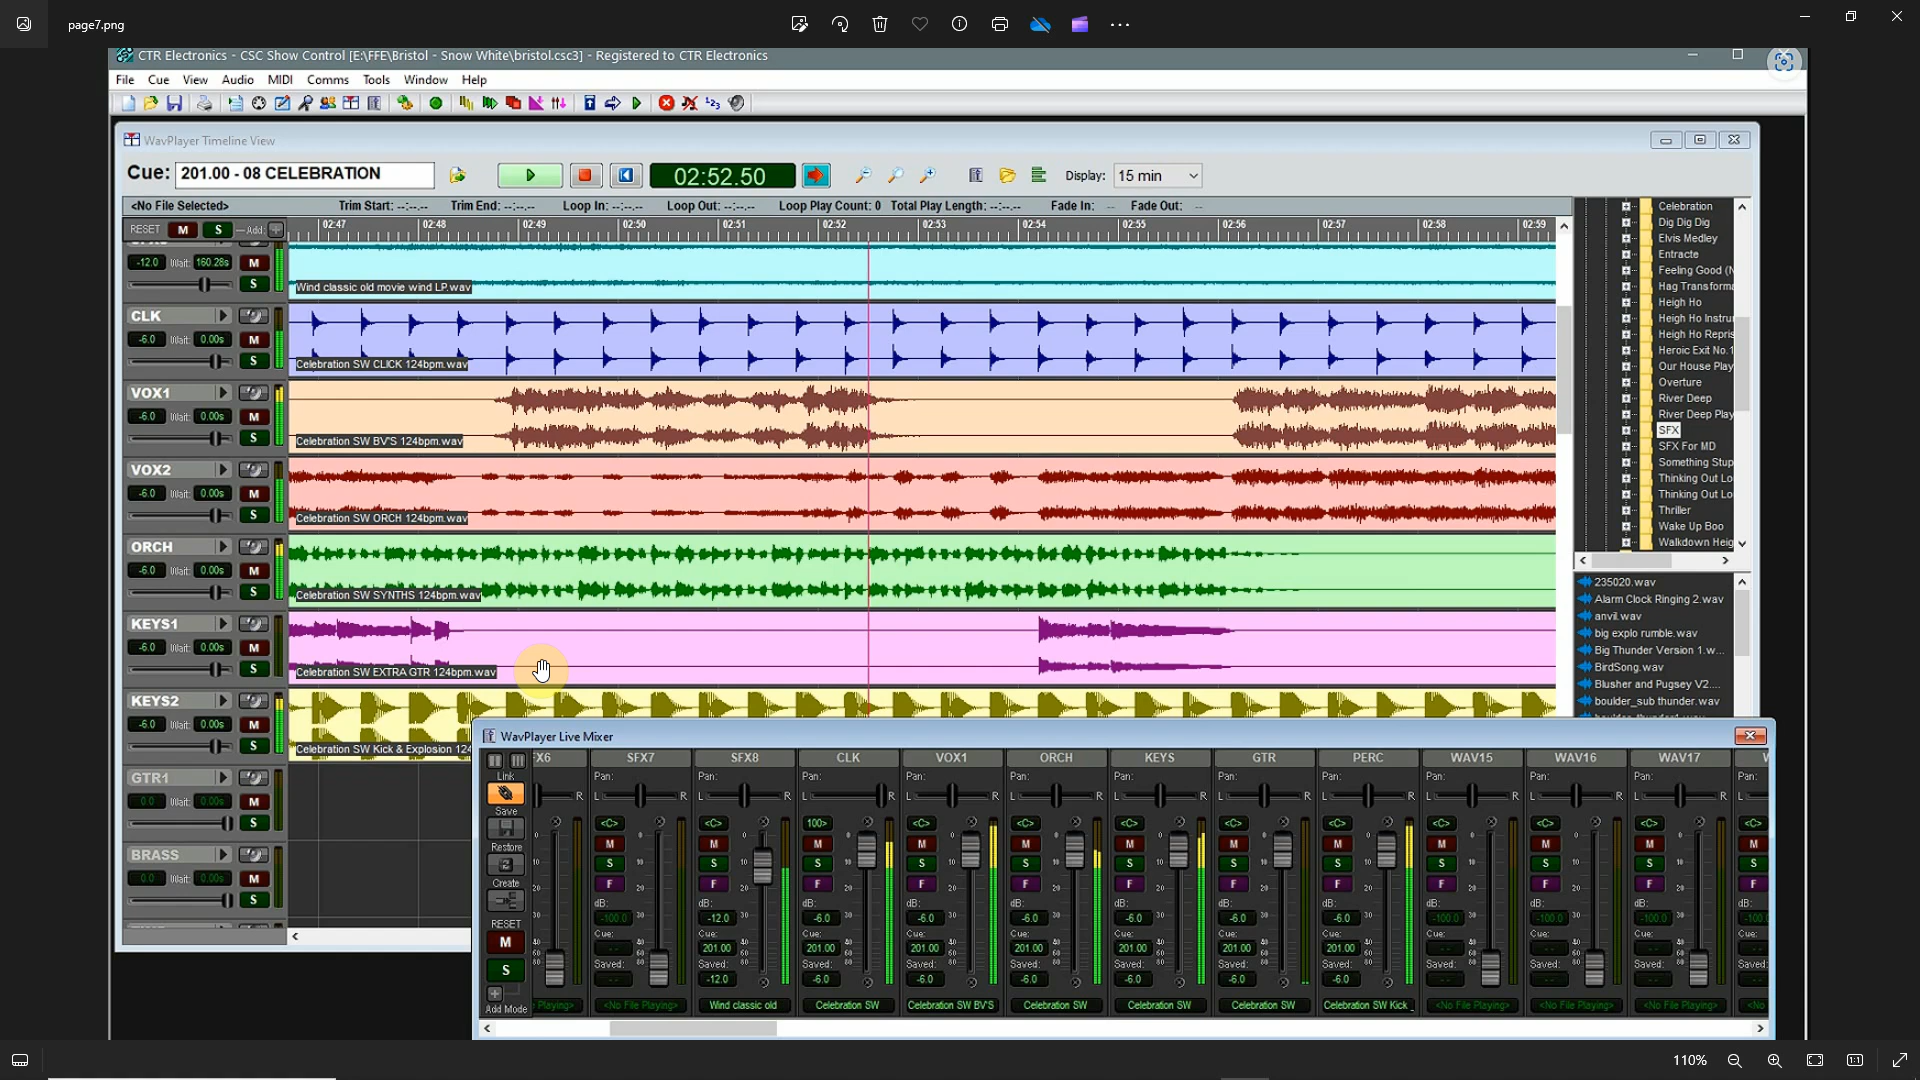 page7.png
CTR Electronics - CSC Show Control [E:\FFE\Bristol - Snow White\bristol.csc3] - Registered to CTR Electronics
File Cue View Audio MIDI Comms Tools Window Help
WavPlayer Timeline View
Cue: 201.00 - 08 CELEBRATION
02:52.50
Display: 15 min
<No File Selected> Trim Start: --:--.-- Trim End: --:--.-- Loop In: --:--.-- Loop Out: --:--.-- Loop Play Count: 0 Total Play Length: --:--.-- Fade In: -- Fade Out: --
RESET M S Add:
02:47 02:48 02:49 02:50 02:51 02:52 02:53 02:54 02:55 02:56 02:57 02:58 02:59
-12.0 Wait: 160.28s M
S
Wind classic old movie wind LP.wav
CLK
-6.0 Wait: 0.00s M
S
Celebration SW CLICK 124bpm.wav
VOX1
-6.0 Wait: 0.00s M
S
Celebration SW BV'S 124bpm.wav
VOX2
-6.0 Wait: 0.00s M
S
Celebration SW ORCH 124bpm.wav
ORCH
-6.0 Wait: 0.00s M
S
Celebration SW SYNTHS 124bpm.wav
KEYS1
-6.0 Wait: 0.00s M
S
Celebration SW EXTRA GTR 124bpm.wav
KEYS2
-6.0 Wait: 0.00s M
S
Celebration SW Kick & Explosion 124
GTR1
0.0 Wait: 0.00s M
S
BRASS
0.0 Wait: 0.00s M
S
Celebration
Dig Dig Dig
Elvis Medley
Entracte
Feeling Good (N
Hag Transforma
Heigh Ho
Heigh Ho Instru
Heigh Ho Repris
Heroic Exit No.1
Our House Play
Overture
River Deep
River Deep Play
SFX
SFX For MD
Something Stup
Thinking Out Lo
Thinking Out Lo
Thriller
Wake Up Boo
Walkdown Heig
235020.wav
Alarm Clock Ringing 2.wav
anvil.wav
big explo rumble.wav
Big Thunder Version 1.w...
BirdSong.wav
Blusher and Pugsey V2....
boulder_sub thunder.wav
WavPlayer Live Mixer
FX6 SFX7 SFX8 CLK VOX1 ORCH KEYS GTR PERC WAV15 WAV16 WAV17
Link
Pan: Pan: Pan: Pan: Pan: Pan: Pan: Pan: Pan: Pan: Pan:
R L R L R L R L R L R L R L R L R L R L R L R L
Save
<C> <C> 100> <C> <C> <C> <C> <C> <C> <C> <C> <C>
M M M M M M M M M M M M
Restore
S S S S S S S S S S S S
Create
F F F F F F F F F F F F
dB: dB: dB: dB: dB: dB: dB: dB: dB: dB: dB: dB:
-100.0 -12.0 -6.0 -6.0 -6.0 -6.0 -6.0 -6.0 -100.0 -100.0 -100.0 -100
RESET
M
Cue: Cue: Cue: Cue: Cue: Cue: Cue: Cue: Cue: Cue: Cue: Cue:
-- 201.00 201.00 201.00 201.00 201.00 201.00 201.00 -- -- --
S
Saved: Saved: Saved: Saved: Saved: Saved: Saved: Saved: Saved: Saved: Saved: Saved
-- -12.0 -6.0 -6.0 -6.0 -6.0 -6.0 -6.0 -- -- --
Add Mode
Playing> <No File Playing> Wind classic old Celebration SW Celebration SW BV'S Celebration SW Celebration SW Celebration SW Celebration SW Kick_ <No File Playing> <No File Playing> <No File Playing> <No
110%